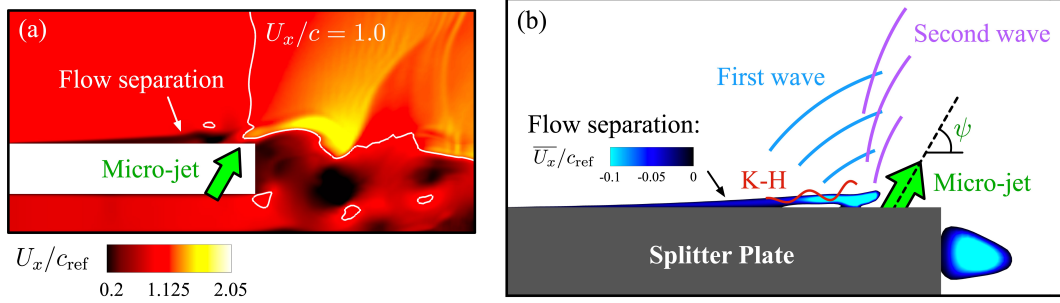 (a)
U_x/c = 1.0
Flow separation
Micro-jet
U_x/c_ref
0.2 1.125 2.05
(b)
Second wave
First wave
Flow separation:
\overline{U_x}/c_ref
-0.1 -0.05 0
K-H
ψ
Micro-jet
Splitter Plate